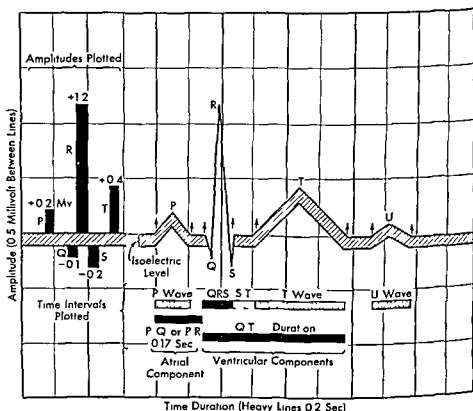 Amplitudes Plotted
+1 2
R
+0 4
+0 2 Mv
P
T
Q
-0 1
S
-0 2
Amplitude (0 5 Millivolt Between Lines)
R
P
T
U
Q
S
Isoelectric
Level
Time Intervals
Plotted
P Wave
QRS
S T
T Wave
U Wave
P Q or P R
0 17 Sec
Q T
Duration
Atrial
Component
Ventricular Components
Time Duration (Heavy Lines 0 2 Sec)